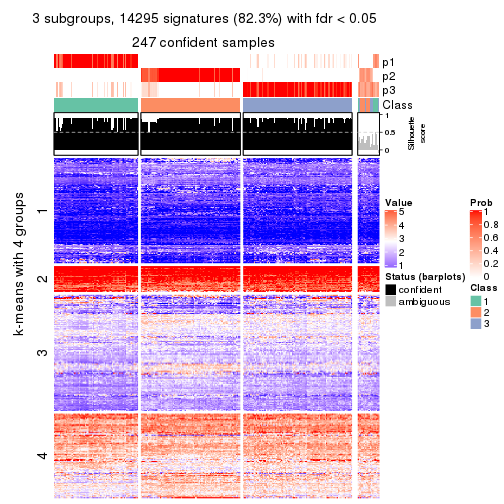 3 subgroups, 14295 signatures (82.3%) with fdr < 0.05
247 confident samples
p1
p2
p3
Class
1
0.5
0
Silhouette
score
k-means with 4 groups
1
2
3
4
Value
5
4
3
2
1
Status (barplots)
confident
ambiguous
Prob
1
0.8
0.6
0.4
0.2
0
Class
1
2
3